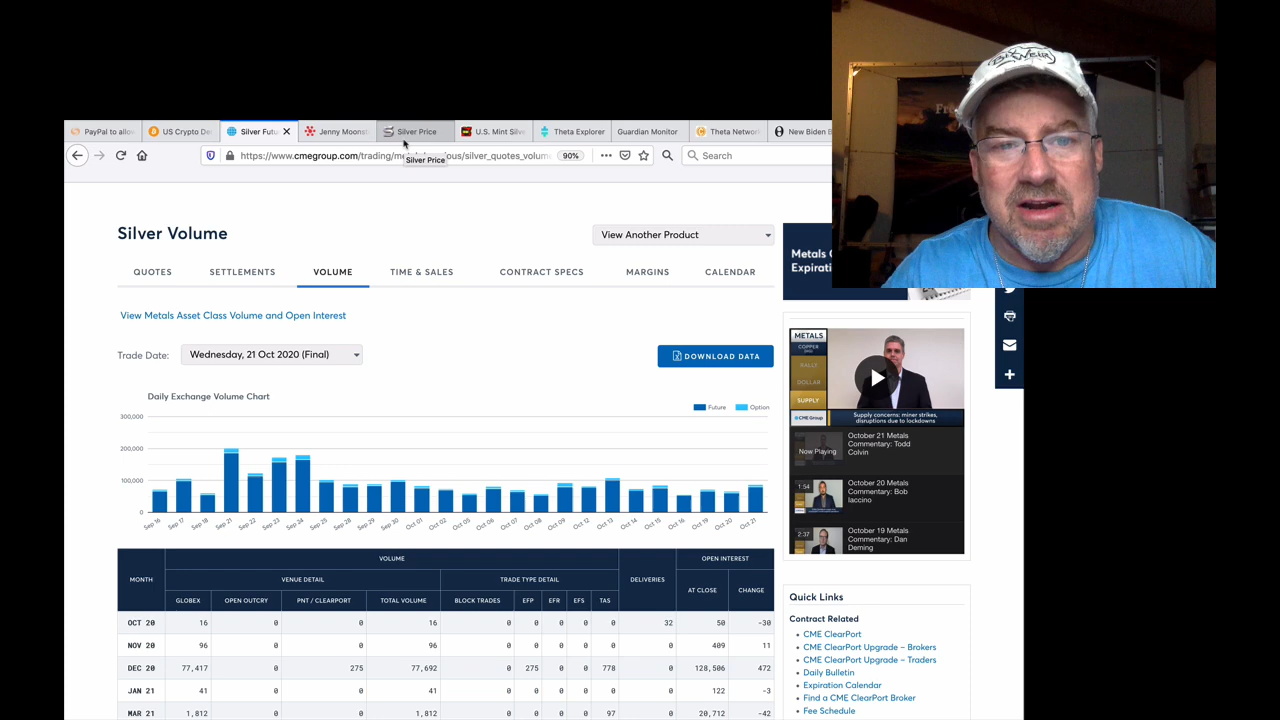 PayPal to allo
US Crypto De
Silver Futu
Jenny Moonst
Silver Price
U.S. Mint Silv
Theta Explorer
Guardian Monitor
Theta Network
New Biden B
https://www.cmegroup.com/trading/me
ous/silver_quotes_volum
90%
Search
Silver Price
Silver Volume
View Another Product
QUOTES SETTLEMENTS VOLUME TIME & SALES CONTRACT SPECS MARGINS CALENDAR
View Metals Asset Class Volume and Open Interest
Trade Date: Wednesday, 21 Oct 2020 (Final)
DOWNLOAD DATA
Daily Exchange Volume Chart
Future Option
300,000
200,000
100,000
0
Sep 16 Sep 17 Sep 18 Sep 21 Sep 22 Sep 23 Sep 24 Sep 25 Sep 28 Sep 29 Sep 30 Oct 01 Oct 02 Oct 05 Oct 06 Oct 07 Oct 08 Oct 09 Oct 12 Oct 13 Oct 14 Oct 15 Oct 16 Oct 19 Oct 20 Oct 21
MONTH VOLUME DELIVERIES OPEN INTEREST
VENUE DETAIL TRADE TYPE DETAIL AT CLOSE CHANGE
GLOBEX OPEN OUTCRY PNT / CLEARPORT TOTAL VOLUME BLOCK TRADES EFP EFR EFS TAS
OCT 20 16 0 0 16 0 0 0 0 0 32 50 -30
NOV 20 96 0 0 96 0 0 0 0 0 0 409 11
DEC 20 77,417 0 275 77,692 0 275 0 0 778 0 128,506 472
JAN 21 41 0 0 41 0 0 0 0 0 0 122 -3
MAR 21 1,812 0 0 1,812 0 0 0 0 97 0 20,712 -42
Metals
Expirati
METALS
COPPER
RALLY
DOLLAR
SUPPLY
CME Group
Supply concerns: miner strikes,
disruptions due to lockdowns
Now Playing
October 21 Metals
Commentary: Todd
Colvin
1:54
October 20 Metals
Commentary: Bob
Iaccino
2:37
October 19 Metals
Commentary: Dan
Deming
Quick Links
Contract Related
CME ClearPort
CME ClearPort Upgrade – Brokers
CME ClearPort Upgrade – Traders
Daily Bulletin
Expiration Calendar
Find a CME ClearPort Broker
Fee Schedule